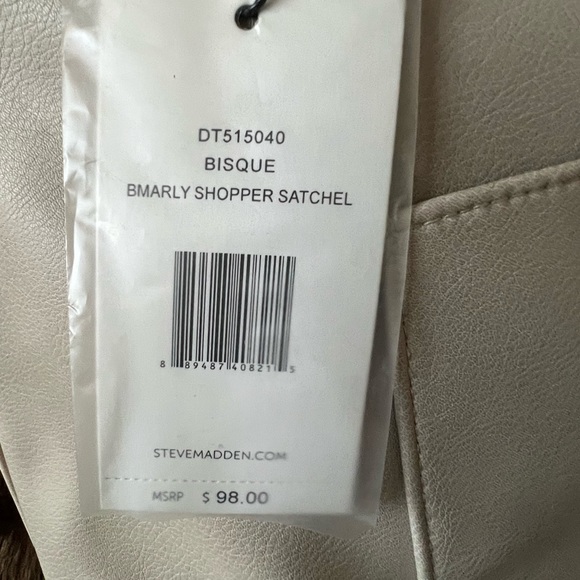 DT515040
BISQUE
BMARLY SHOPPER SATCHEL
8 89487 40821 5
STEVEMADDEN.COM
MSRP $ 98.00